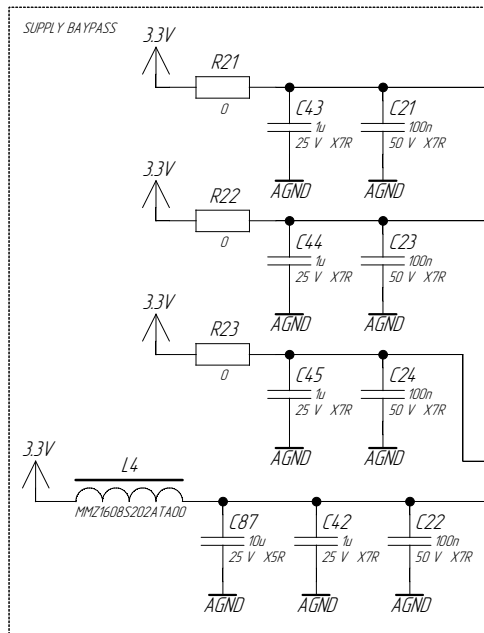 SUPPLY BAYPASS
3.3V
R21
0
C43
1u
25 V X7R
AGND
C21
100n
50 V X7R
AGND
3.3V
R22
0
C44
1u
25 V X7R
AGND
C23
100n
50 V X7R
AGND
3.3V
R23
0
C45
1u
25 V X7R
AGND
C24
100n
50 V X7R
AGND
3.3V
L4
MMZ1608S202ATA00
C87
10u
25 V X5R
AGND
C42
1u
25 V X7R
AGND
C22
100n
50 V X7R
AGND